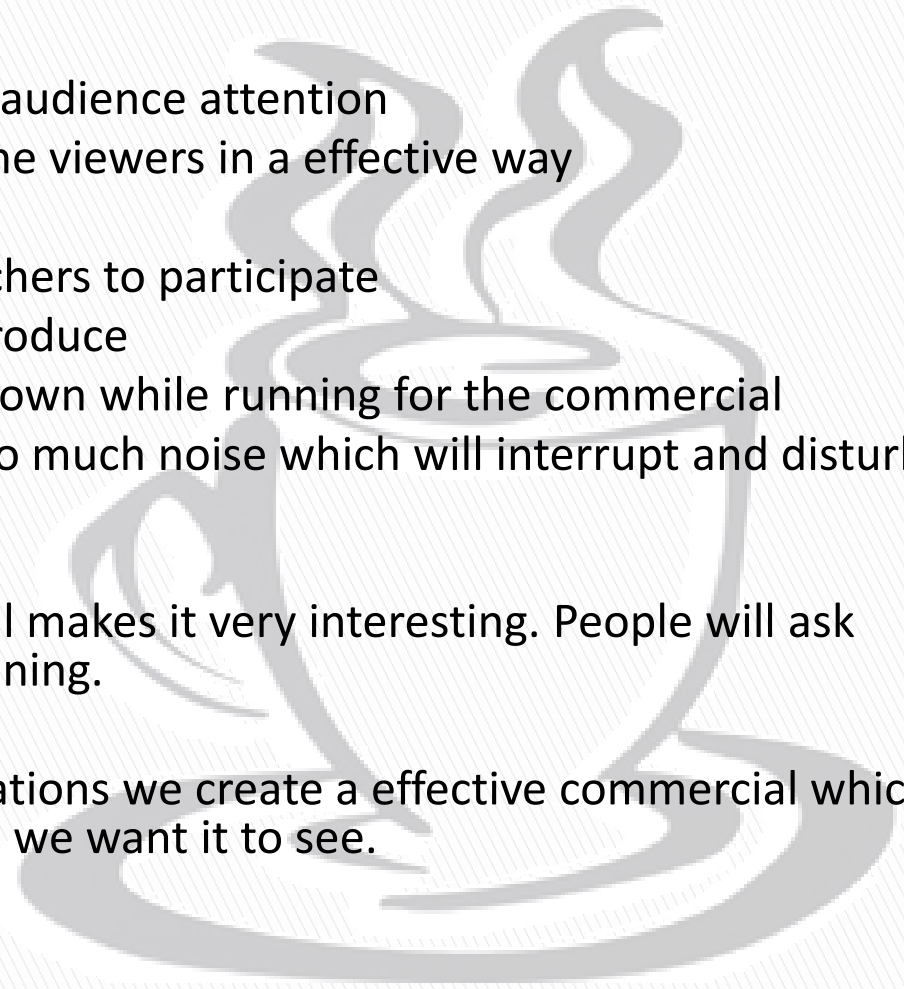 audience attention
he viewers in a effective way
chers to participate
roduce
own while running for the commercial
o much noise which will interrupt and disturb
l makes it very interesting. People will ask
ning.
ations we create a effective commercial whic
we want it to see.